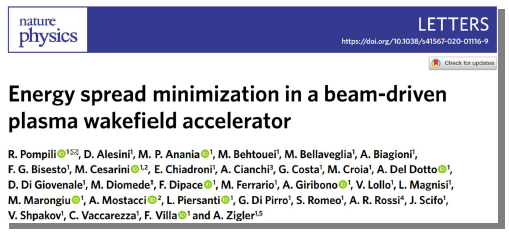 nature
physics
LETTERS
https://doi.org/10.1038/s41567-020-01116-9
Check for updates
Energy spread minimization in a beam-driven
plasma wakefield accelerator
R. Pompili¹✉, D. Alesini¹, M. P. Anania¹, M. Behtouei¹, M. Bellaveglia¹, A. Biagioni¹,
F. G. Bisesto¹, M. Cesarini¹,², E. Chiadroni¹, A. Cianchi³, G. Costa¹, M. Croia¹, A. Del Dotto¹,
D. Di Giovenale¹, M. Diomede¹, F. Dipace¹, M. Ferrario¹, A. Giribono¹, V. Lollo¹, L. Magnisi¹,
M. Marongiu¹, A. Mostacci², L. Piersanti¹, G. Di Pirro¹, S. Romeo¹, A. R. Rossi⁴, J. Scifo¹,
V. Shpakov¹, C. Vaccarezza¹, F. Villa¹ and A. Zigler¹,⁵